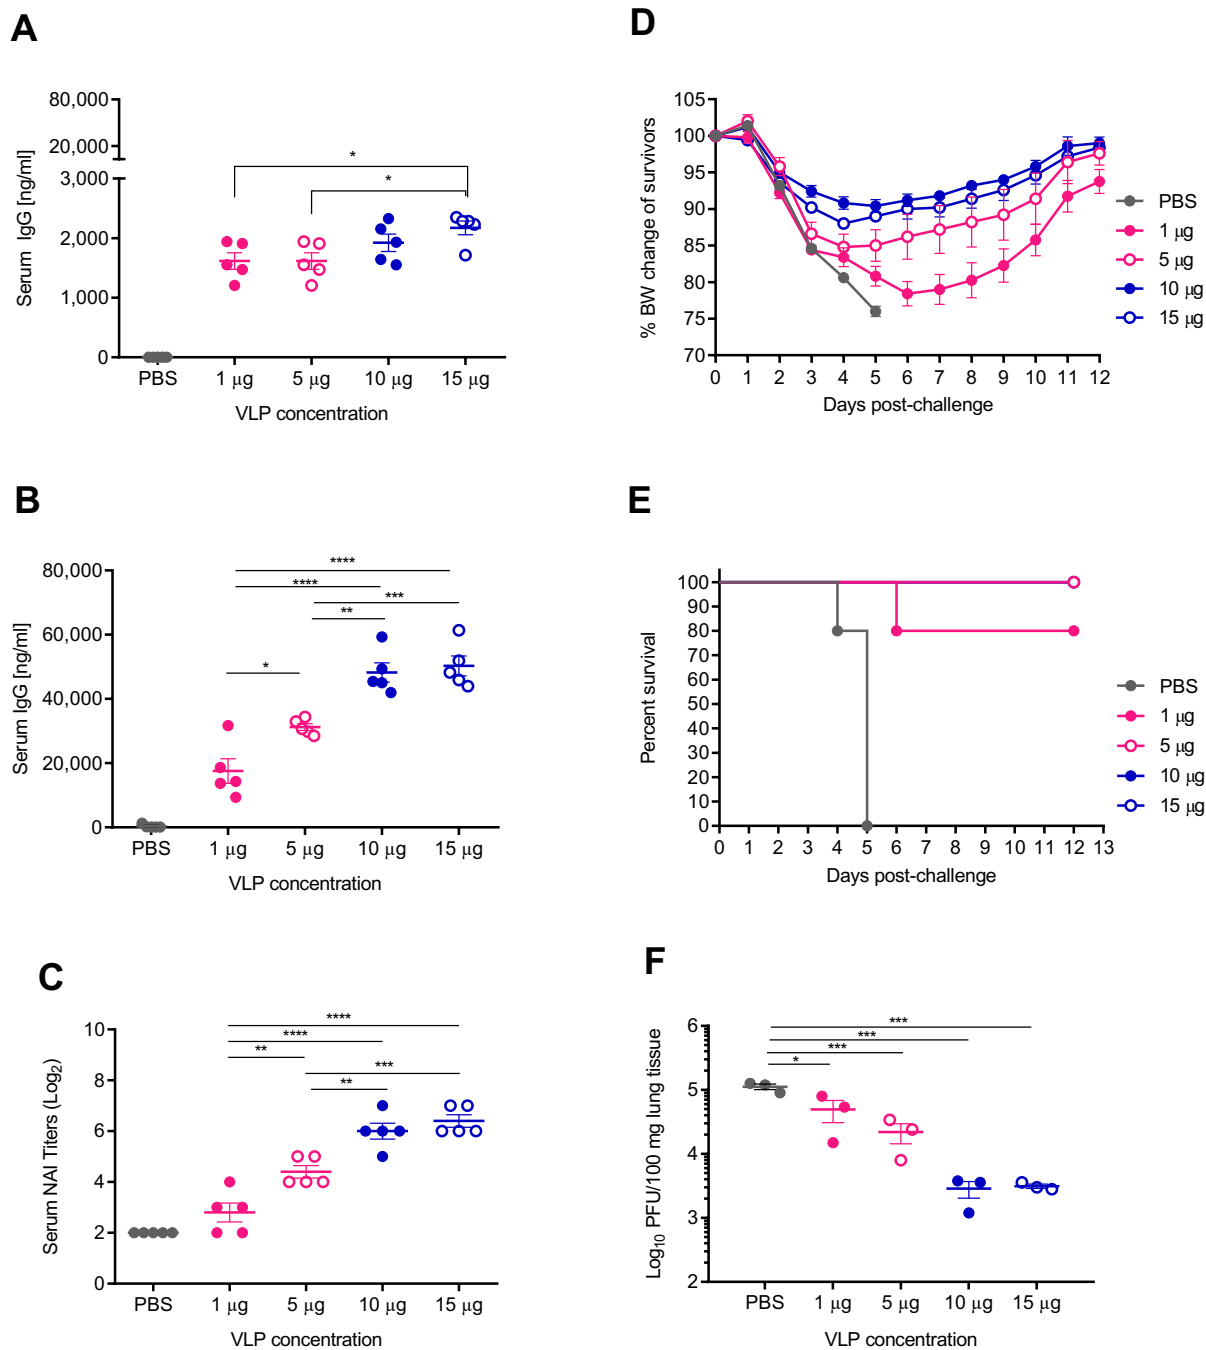 A
80,000
20,000
3,000
2,000
1,000
0
Serum IgG [ng/ml]
*
*
PBS 1 μg 5 μg 10 μg 15 μg
VLP concentration
B
80,000
60,000
40,000
20,000
0
Serum IgG [ng/ml]
****
****
***
**
*
PBS 1 μg 5 μg 10 μg 15 μg
VLP concentration
C
10
8
6
4
2
0
Serum NAI Titers (Log2)
****
****
**
***
**
PBS 1 μg 5 μg 10 μg 15 μg
VLP concentration
D
105
100
95
90
85
80
75
70
% BW change of survivors
0 1 2 3 4 5 6 7 8 9 10 11 12
Days post-challenge
PBS
1 μg
5 μg
10 μg
15 μg
E
100
90
80
70
60
50
40
30
20
10
0
Percent survival
0 1 2 3 4 5 6 7 8 9 10 11 12 13
Days post-challenge
PBS
1 μg
5 μg
10 μg
15 μg
F
6
5
4
3
2
Log10 PFU/100 mg lung tissue
***
***
***
*
PBS 1 μg 5 μg 10 μg 15 μg
VLP concentration